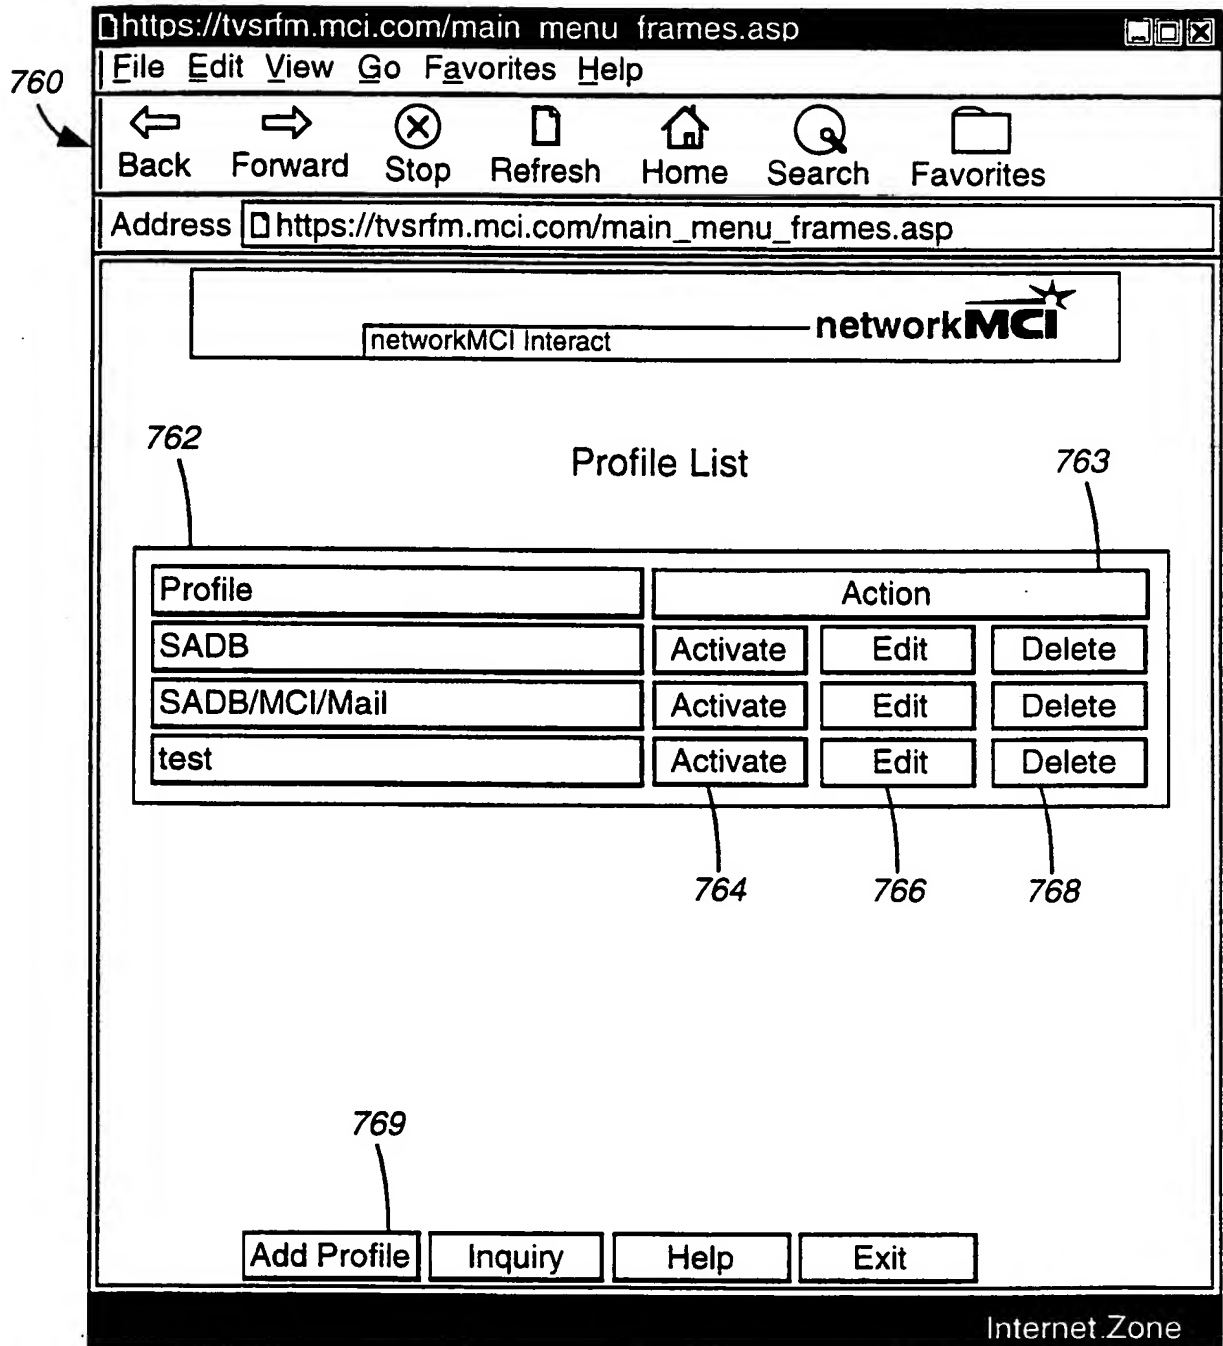 https://tvsrfm.mci.com/main menu frames.asp
760
File Edit View Go Favorites Help
Back Forward Stop Refresh Home Search Favorites
Address https://tvsrfm.mci.com/main_menu_frames.asp
networkMCI Interact
networkMCI
762
Profile List
763
Profile Action
SADB Activate Edit Delete
SADB/MCI/Mail Activate Edit Delete
test Activate Edit Delete
764 766 768
769
Add Profile Inquiry Help Exit
Internet.Zone